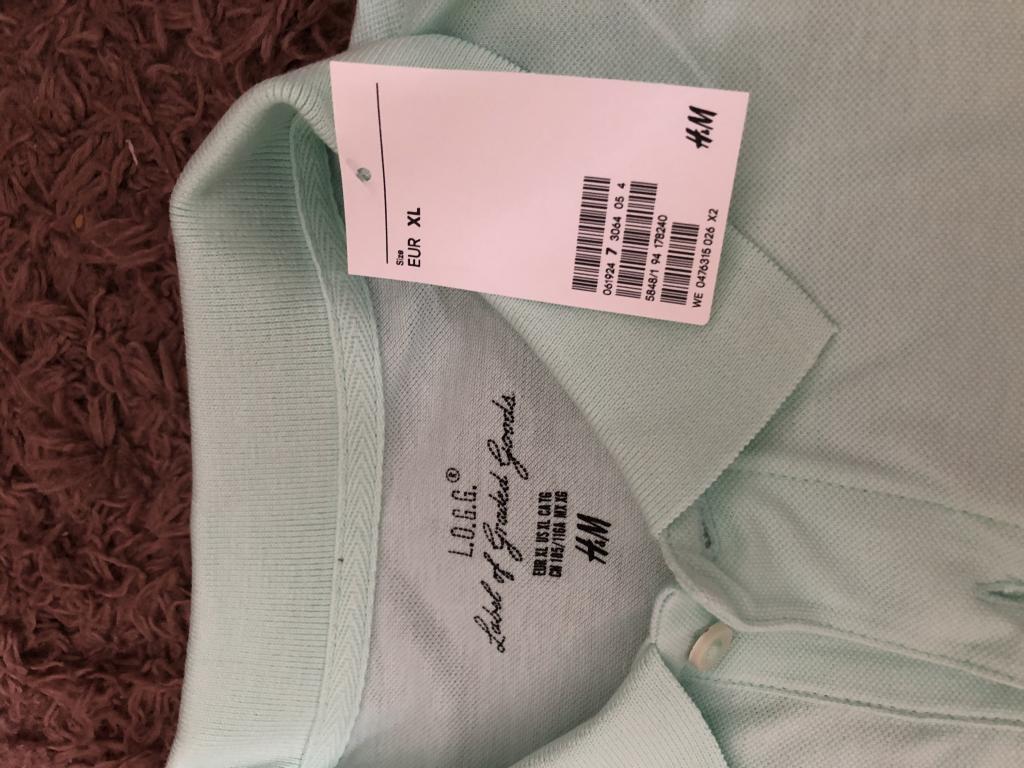 Size
EUR XL
061924 7 3064 05 4
5848/1 94 178240
WE 0476315 026 X2
H&M
L.O.G.G.®
Label of Graded Goods
EUR XL US XL CA TG
CN 185/116A MX XG
H&M